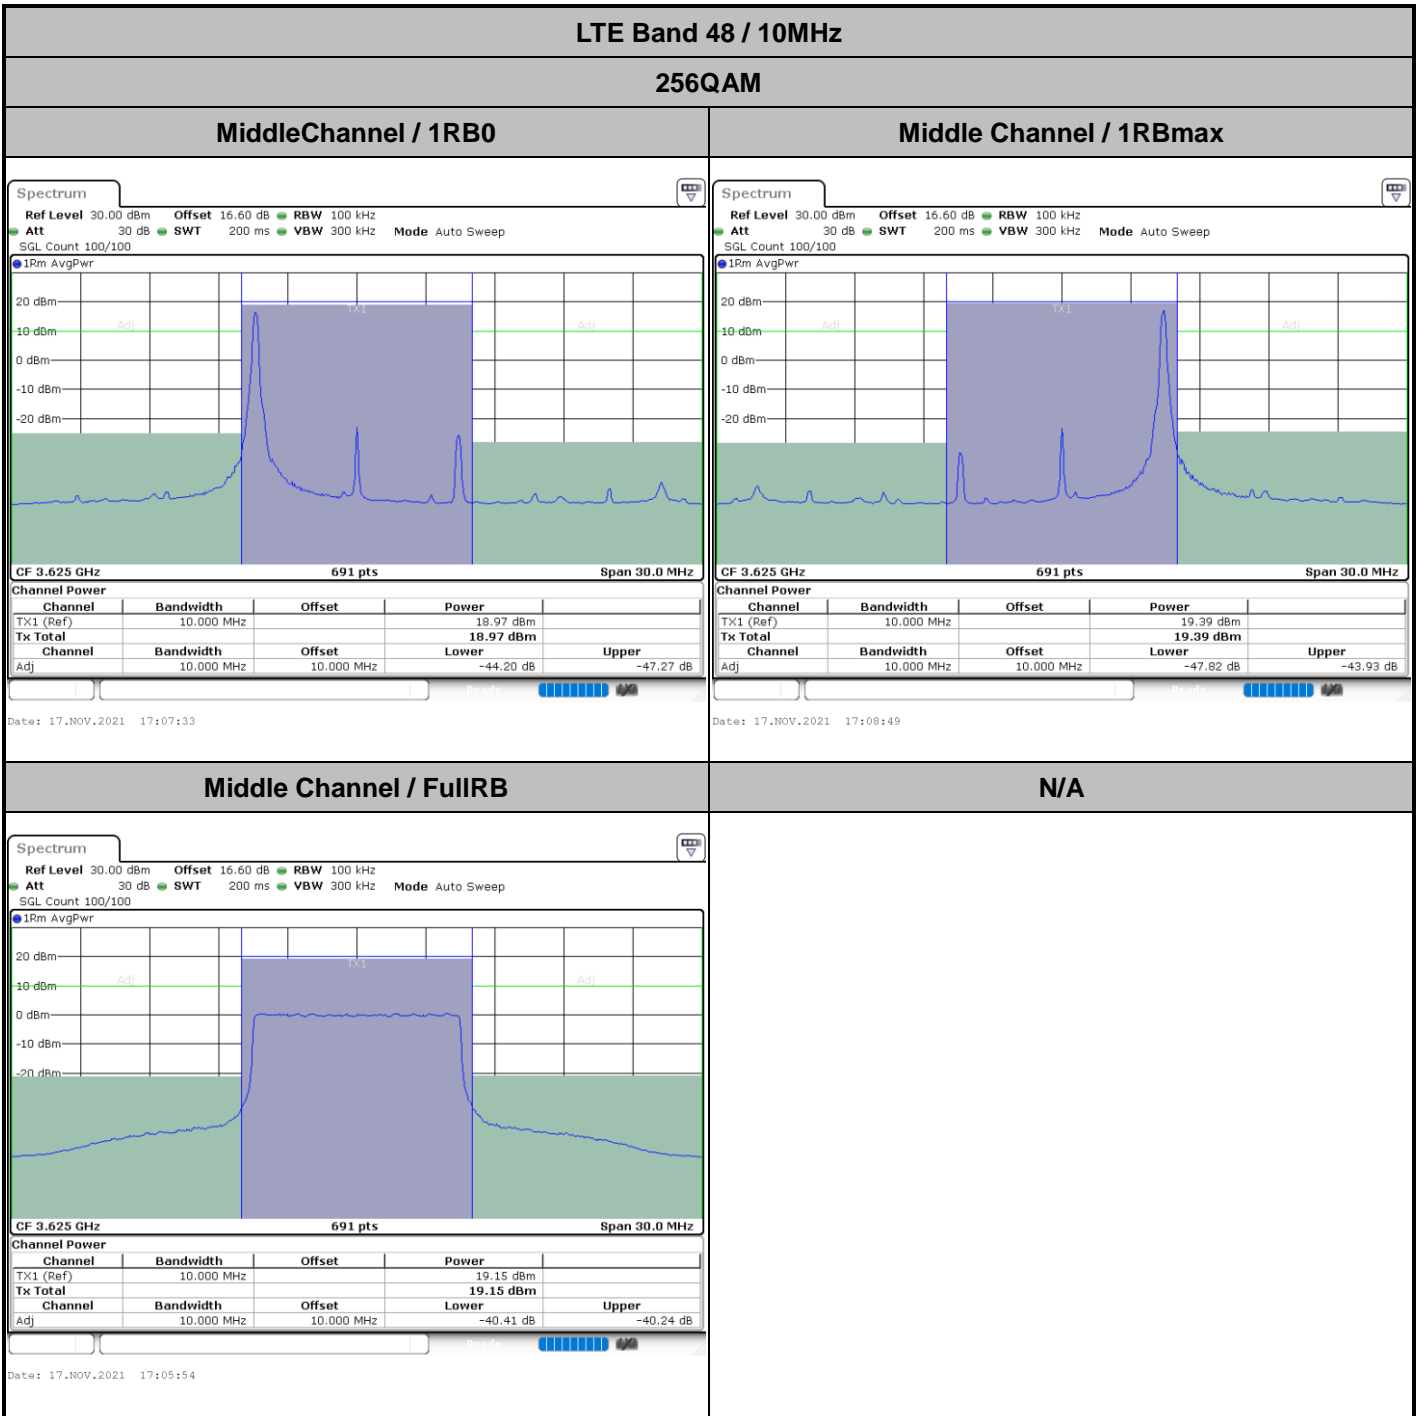 LTE Band 48 / 10MHz
256QAM
MiddleChannel / 1RB0
Middle Channel / 1RBmax
Spectrum
Ref Level 30.00 dBm Offset 16.60 dB RBW 100 kHz
Att 30 dB SWT 200 ms VBW 300 kHz Mode Auto Sweep
SGL Count 100/100
1Rm AvgPwr
20 dBm
10 dBm
0 dBm
-10 dBm
-20 dBm
Adj
TX1
Adj
CF 3.625 GHz 691 pts Span 30.0 MHz
Channel Power
Channel Bandwidth Offset Power
TX1 (Ref) 10.000 MHz 18.97 dBm
Tx Total 18.97 dBm
Channel Bandwidth Offset Lower Upper
Adj 10.000 MHz 10.000 MHz -44.20 dB -47.27 dB
Ready
Date: 17.NOV.2021 17:07:33
Spectrum
Ref Level 30.00 dBm Offset 16.60 dB RBW 100 kHz
Att 30 dB SWT 200 ms VBW 300 kHz Mode Auto Sweep
SGL Count 100/100
1Rm AvgPwr
20 dBm
10 dBm
0 dBm
-10 dBm
-20 dBm
Adj
TX1
Adj
CF 3.625 GHz 691 pts Span 30.0 MHz
Channel Power
Channel Bandwidth Offset Power
TX1 (Ref) 10.000 MHz 19.39 dBm
Tx Total 19.39 dBm
Channel Bandwidth Offset Lower Upper
Adj 10.000 MHz 10.000 MHz -47.82 dB -43.93 dB
Ready
Date: 17.NOV.2021 17:08:49
Middle Channel / FullRB
N/A
Spectrum
Ref Level 30.00 dBm Offset 16.60 dB RBW 100 kHz
Att 30 dB SWT 200 ms VBW 300 kHz Mode Auto Sweep
SGL Count 100/100
1Rm AvgPwr
20 dBm
10 dBm
0 dBm
-10 dBm
-20 dBm
Adj
TX1
Adj
CF 3.625 GHz 691 pts Span 30.0 MHz
Channel Power
Channel Bandwidth Offset Power
TX1 (Ref) 10.000 MHz 19.15 dBm
Tx Total 19.15 dBm
Channel Bandwidth Offset Lower Upper
Adj 10.000 MHz 10.000 MHz -40.41 dB -40.24 dB
Ready
Date: 17.NOV.2021 17:05:54